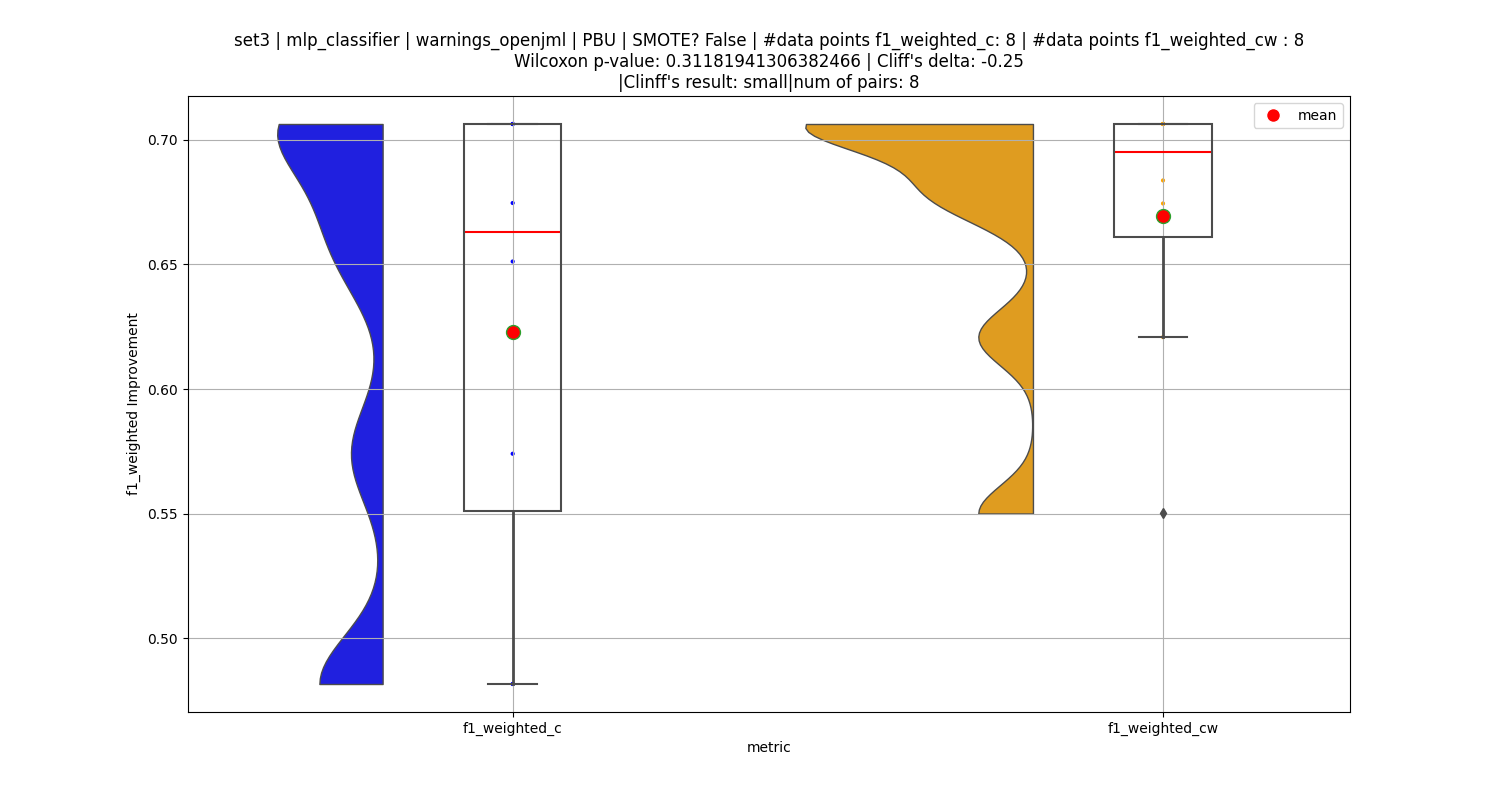 set3 | mlp_classifier | warnings_openjml | PBU | SMOTE? False | #data points f1_weighted_c: 8 | #data points f1_weighted_cw : 8
Wilcoxon p-value: 0.31181941306382466 | Cliff's delta: -0.25
|Clinff's result: small|num of pairs: 8
mean
0.70
0.65
0.60
0.55
0.50
f1_weighted Improvement
f1_weighted_c
f1_weighted_cw
metric